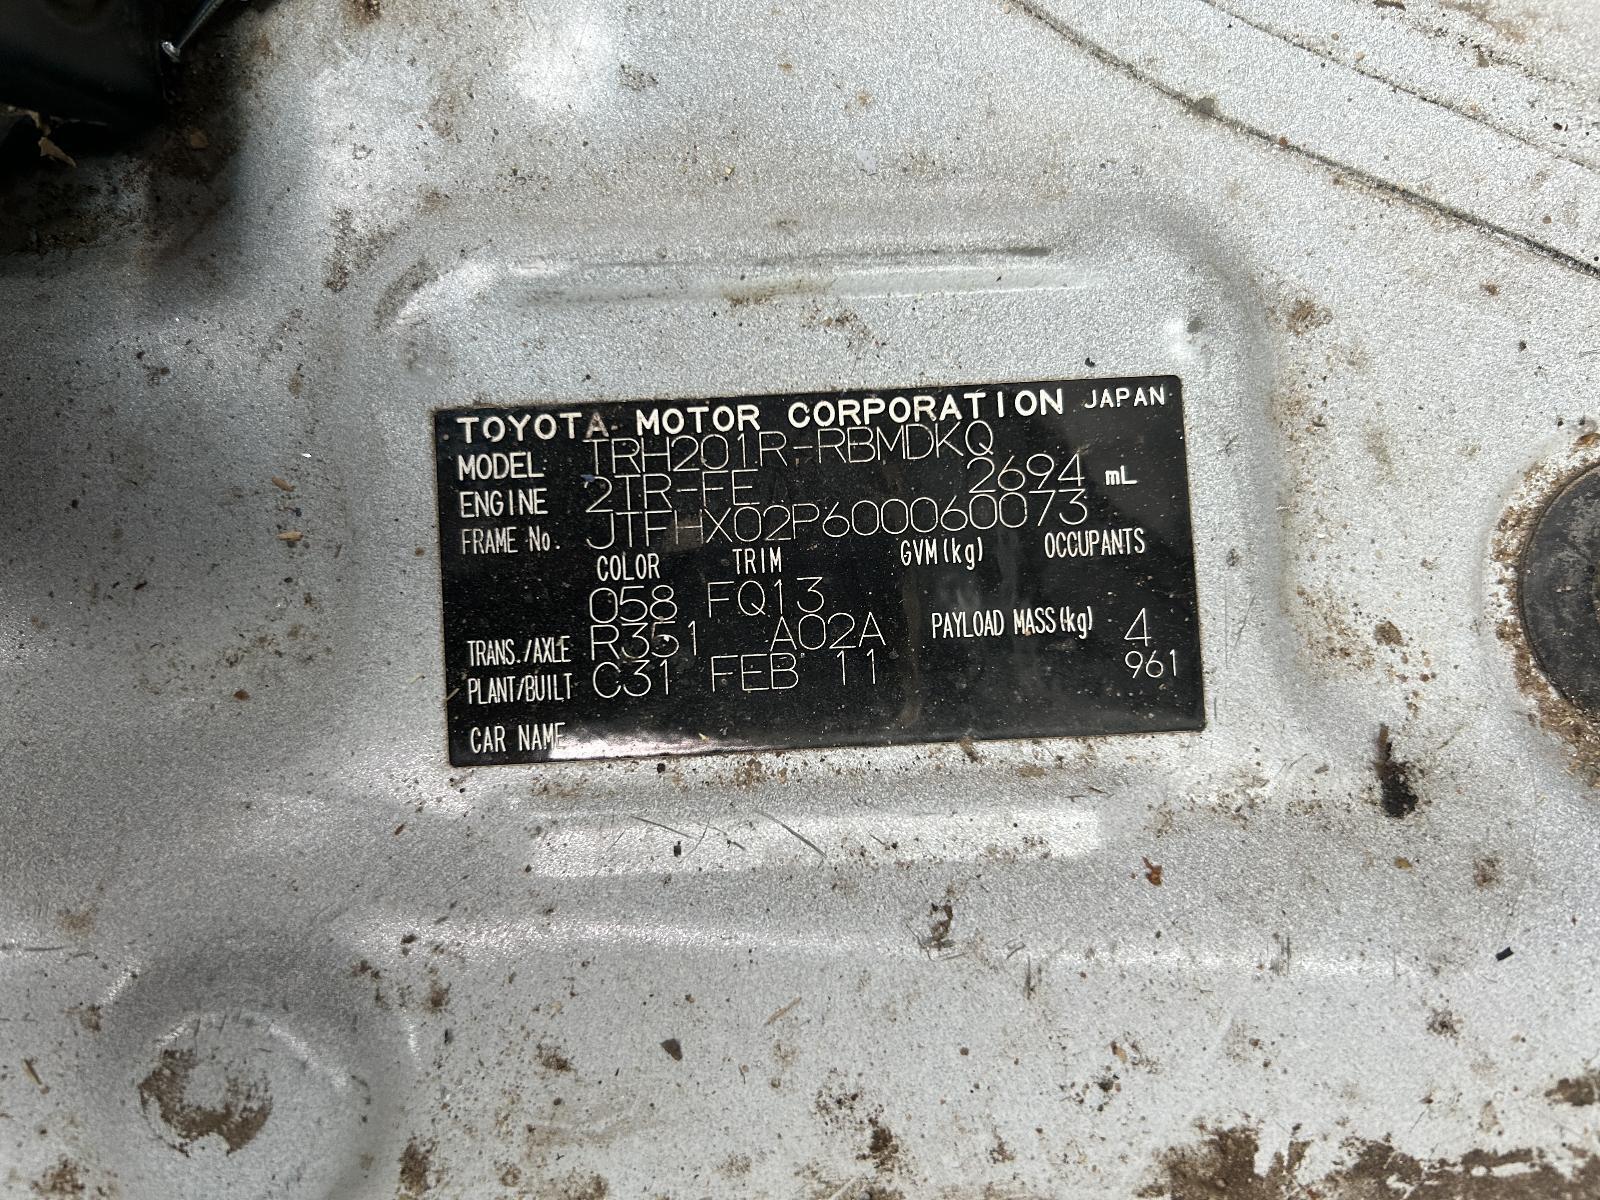 TOYOTA MOTOR CORPORATION JAPAN
MODEL TRH201R-RBMDKQ
ENGINE 2TR-FE 2694 mL
FRAME No. JTFHX02P600060073
COLOR TRIM GVM(kg) OCCUPANTS
058 FQ13
TRANS./AXLE R351 A02A PAYLOAD MASS(kg) 4
PLANT/BUILT C31 FEB 11 961
CAR NAME